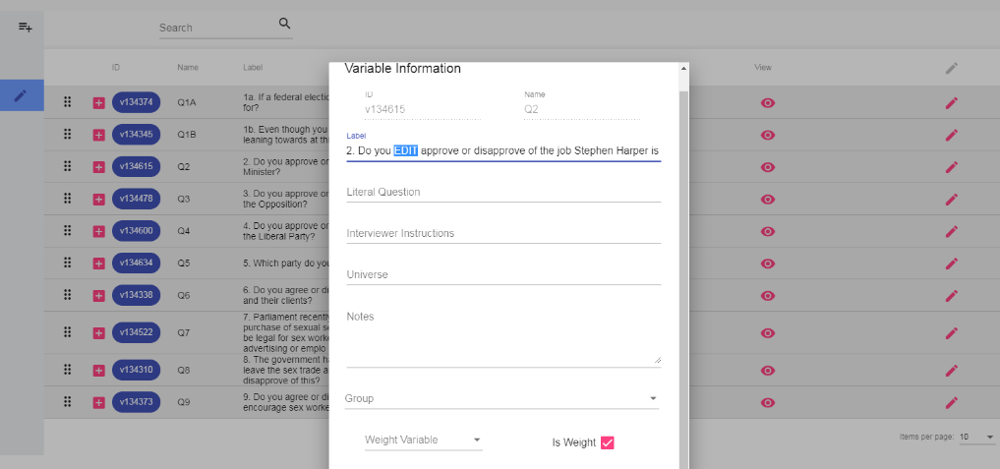 Search
ID Name Label View
v134374 Q1A 1a. If a federal electic
for?
v134345 Q1B 1b. Even though you
leaning towards at thi
v134615 Q2 2. Do you approve or
Minister?
v134478 Q3 3. Do you approve or
the Opposition?
v134600 Q4 4. Do you approve or
the Liberal Party?
v134634 Q5 5. Which party do you
v134338 Q6 6. Do you agree or di
and their clients?
v134522 Q7 7. Parliament recently
purchase of sexual se
be legal for sex worke
advertising or emplo
v134310 Q8 8. The government ha
leave the sex trade a
disapprove of this?
v134373 Q9 9. Do you agree or di
encourage sex worke
Variable Information
ID Name
v134615 Q2
Label
2. Do you EDIT approve or disapprove of the job Stephen Harper is
Literal Question
Interviewer Instructions
Universe
Notes
Group
Weight Variable Is Weight
Items per page: 10